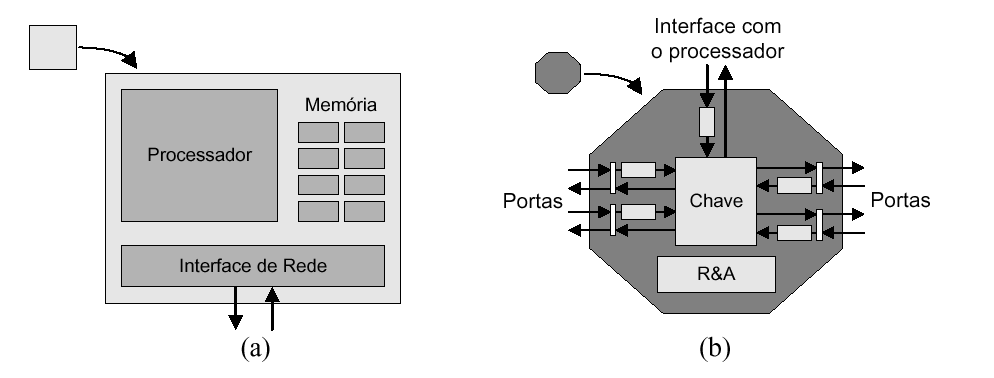 Memória
Processador
Interface de Rede
(a)
Interface com
o processador
Portas
Chave
Portas
R&A
(b)